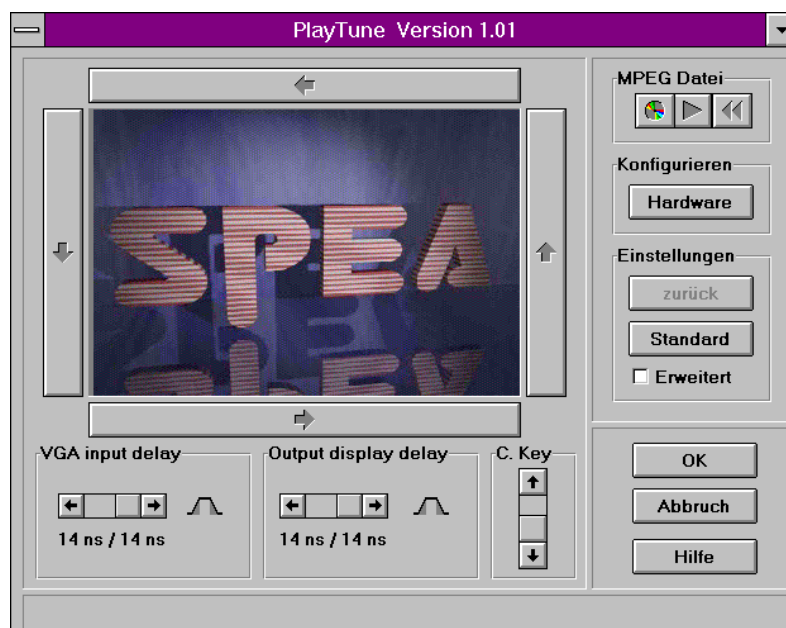 PlayTune Version 1.01
MPEG Datei
Konfigurieren
Hardware
Einstellungen
zurück
Standard
Erweitert
SPEA
VGA input delay
14 ns / 14 ns
Output display delay
14 ns / 14 ns
C. Key
OK
Abbruch
Hilfe